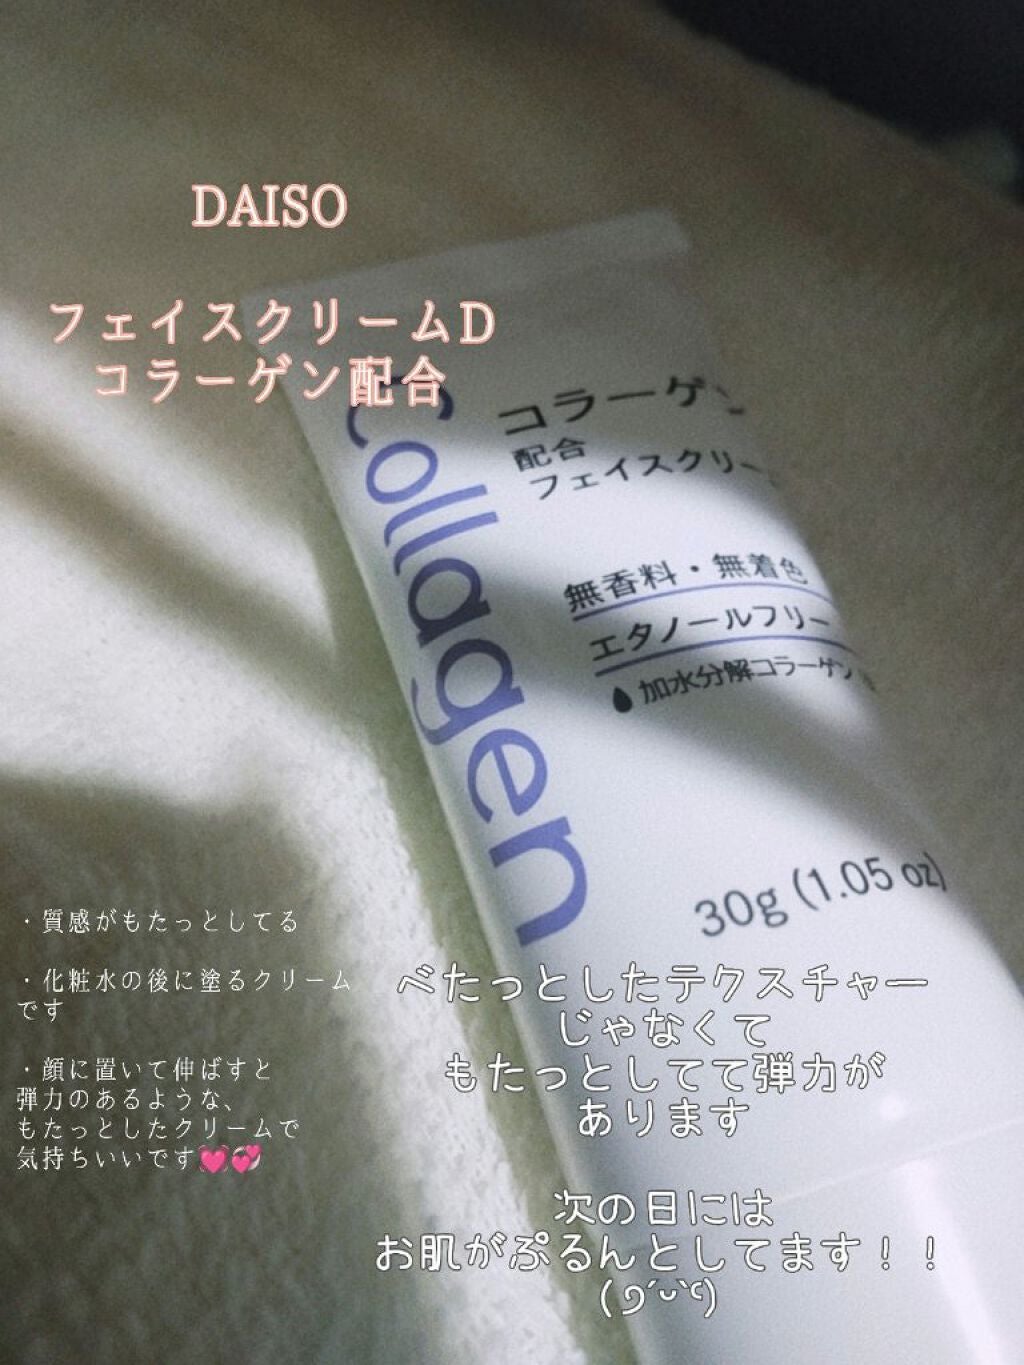 DAISO
フェイスクリームD
コラーゲン配合
Collagen
コラーゲン
配合
フェイスクリー
無香料・無着色
エタノールフリー
加水分解コラーゲン
30g (1.05 oz)
・質感がもたっとしてる
・化粧水の後に塗るクリーム
です
・顔に置いて伸ばすと
弾力のあるような、
もたっとしたクリームで
気持ちいいです💓💞
べたっとしたテクスチャー
じゃなくて
もたっとしてて弾力が
あります
次の日には
お肌がぷるんとしてます！！
(୨´ᵕ`୧)